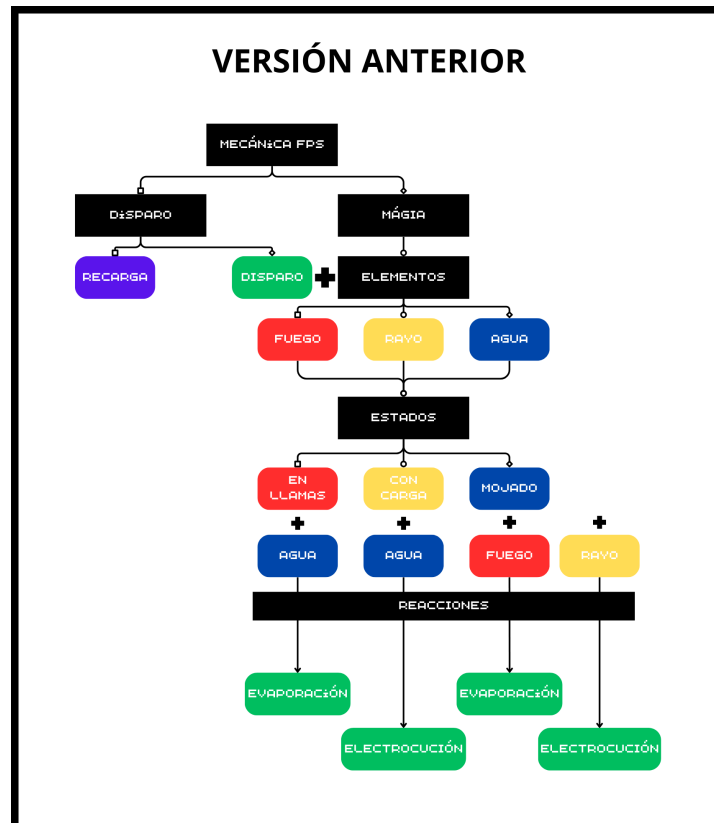 VERSIÓN ANTERIOR
MECÁNiCA FPS
DiSPARO
MÁGIA
RECARGA
DISPARO
+
ELEMENTOS
FUEGO
RAYO
AGUA
ESTADOS
EN
LLAMAS
CON
CARGA
MOJADO
+ + + +
AGUA
AGUA
FUEGO
RAYO
REACCIONES
EVAPORACiÓN
EVAPORACiÓN
ELECTROCUCIÓN
ELECTROCUCIÓN